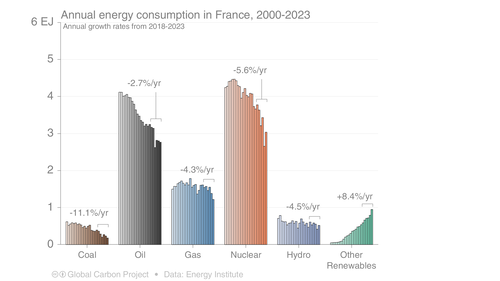 Annual energy consumption in France, 2000-2023
Annual growth rates from 2018-2023
6 EJ
5
4
3
2
1
0
-11.1%/yr
-2.7%/yr
-4.3%/yr
-5.6%/yr
-4.5%/yr
+8.4%/yr
Coal
Oil
Gas
Nuclear
Hydro
Other
Renewables
Global Carbon Project • Data: Energy Institute